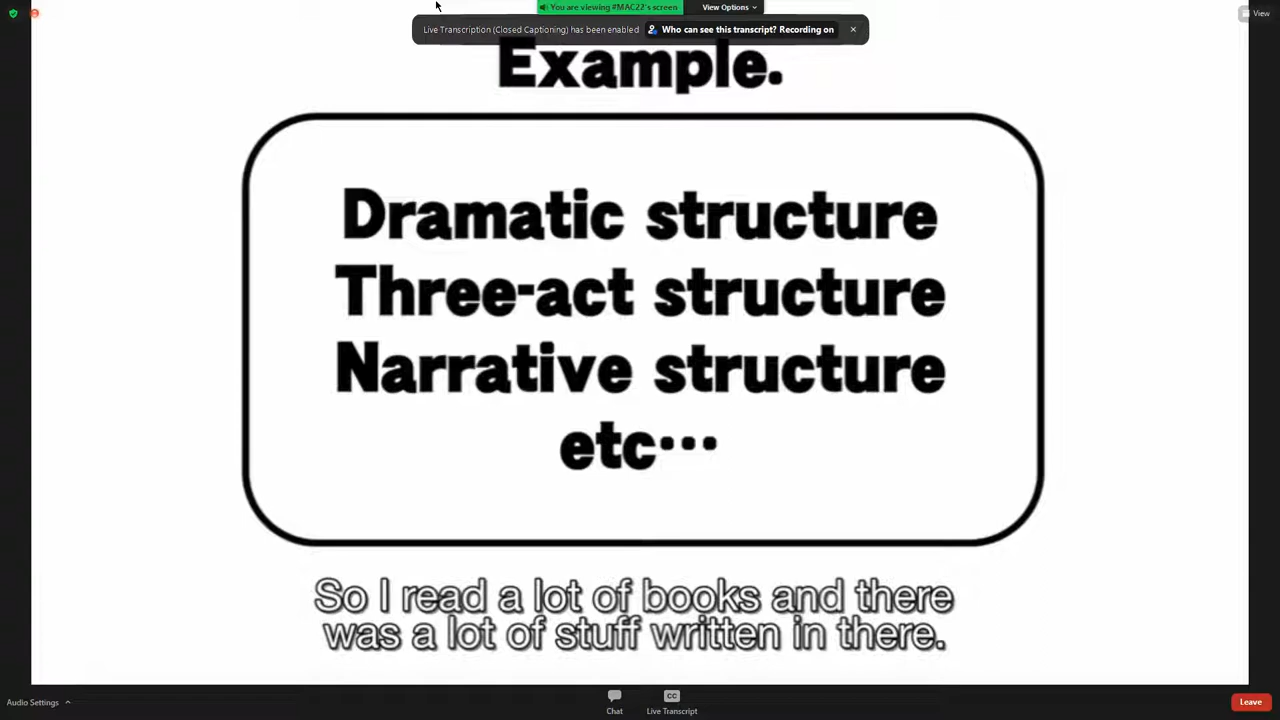 You are viewing #MAC22's screen
View Options
View
Live Transcription (Closed Captioning) has been enabled
Who can see this transcript? Recording on
Example.
Dramatic structure
Three-act structure
Narrative structure
etc···
So I read a lot of books and there
was a lot of stuff written in there.
Audio Settings
Chat
CC
Live Transcript
Leave